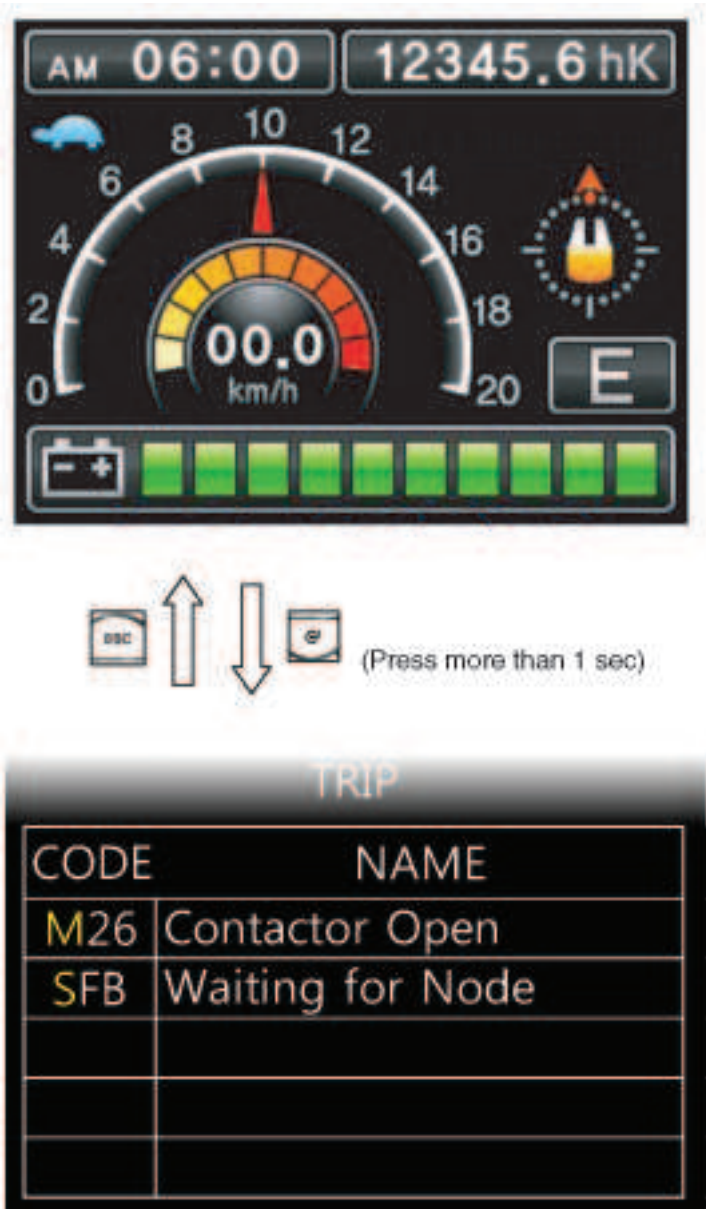 AM 06:00
12345.6 hK
0 2 4 6 8 10 12 14 16 18 20
00.0
km/h
E
- +
ESC
(Press more than 1 sec)
TRIP
CODE NAME
M26 Contactor Open
SFB Waiting for Node